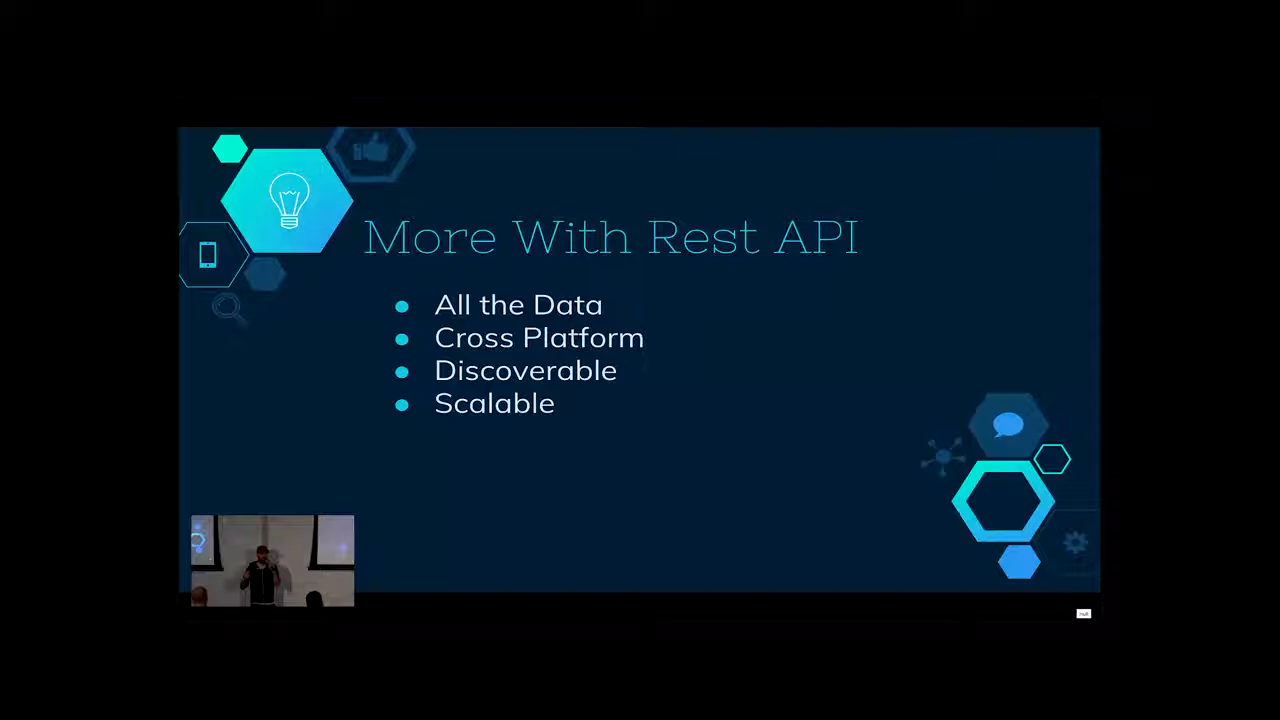 More With Rest API
All the Data
Cross Platform
Discoverable
Scalable